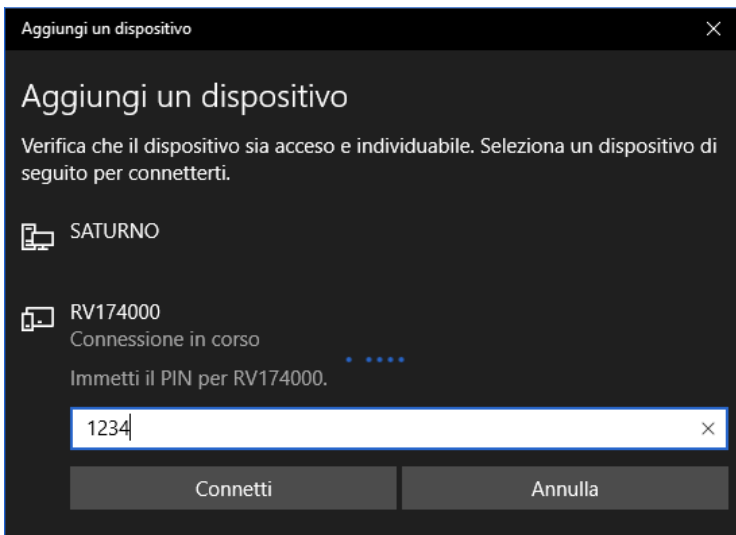 Aggiungi un dispositivo
Aggiungi un dispositivo
Verifica che il dispositivo sia acceso e individuabile. Seleziona un dispositivo di
seguito per connetterti.
SATURNO
RV174000
Connessione in corso
Immetti il PIN per RV174000.
1234
Connetti
Annulla